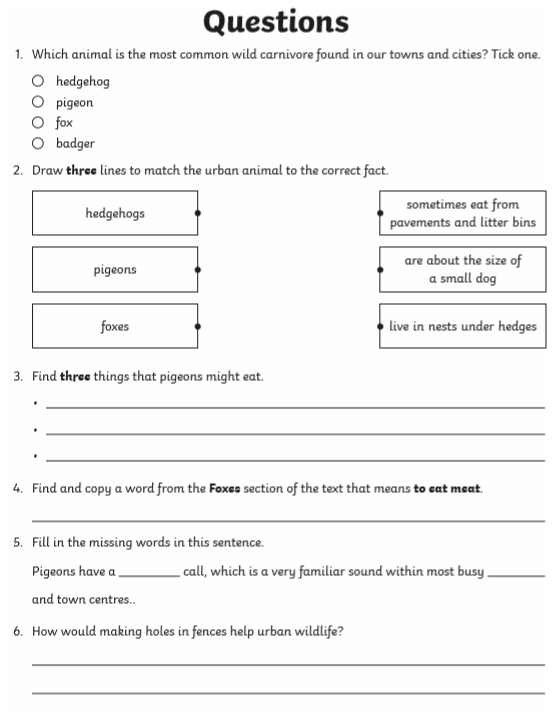 Questions
1. Which animal is the most common wild carnivore found in our towns and cities? Tick one.
hedgehog
pigeon
fox
badger
2. Draw three lines to match the urban animal to the correct fact.
hedgehogs
sometimes eat from
pavements and litter bins
pigeons
are about the size of
a small dog
foxes
live in nests under hedges
3. Find three things that pigeons might eat.
•
•
•
4. Find and copy a word from the Foxes section of the text that means to eat meat.
5. Fill in the missing words in this sentence.
Pigeons have a _________ call, which is a very familiar sound within most busy _________
and town centres..
6. How would making holes in fences help urban wildlife?